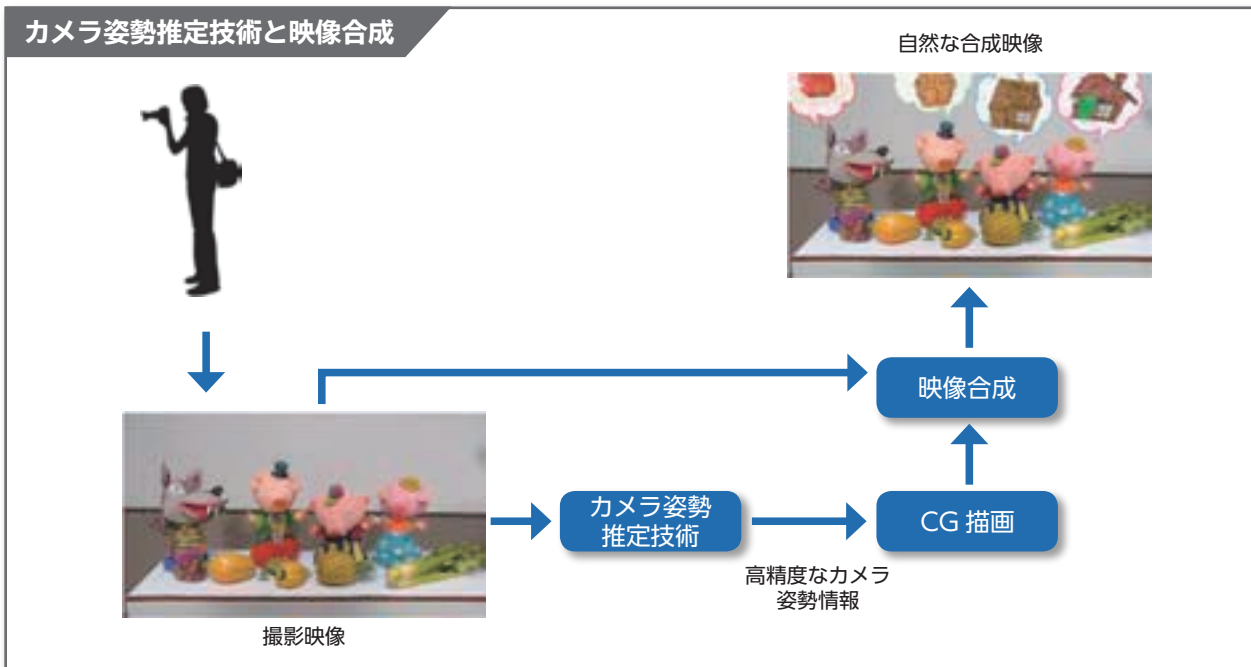 カメラ姿勢推定技術と映像合成
自然な合成映像
映像合成
カメラ姿勢
推定技術
CG 描画
高精度なカメラ
姿勢情報
撮影映像